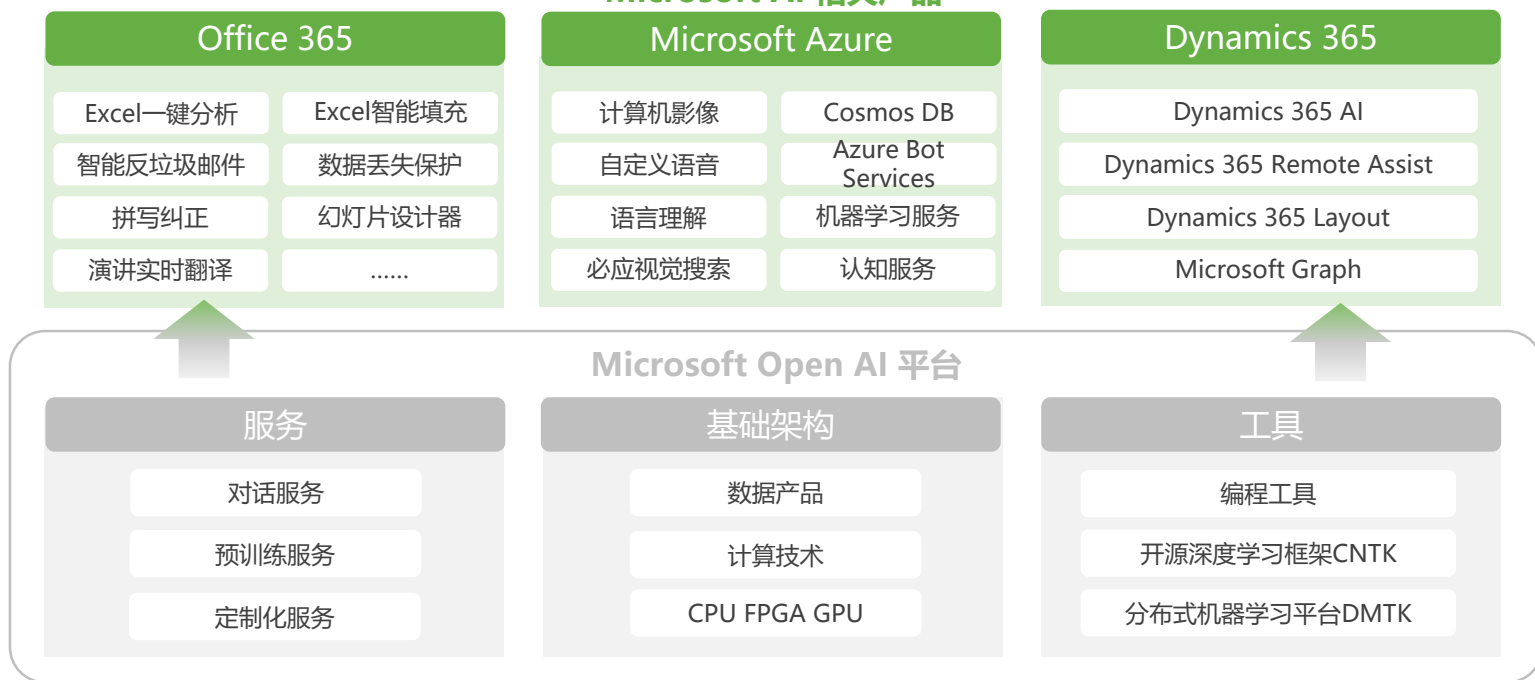 Microsoft AI 相关产品
Office 365
Microsoft Azure
Dynamics 365
Excel一键分析
Excel智能填充
智能反垃圾邮件
数据丢失保护
拼写纠正
幻灯片设计器
演讲实时翻译
......
计算机影像
Cosmos DB
自定义语音
Azure Bot
Services
语言理解
机器学习服务
必应视觉搜索
认知服务
Dynamics 365 AI
Dynamics 365 Remote Assist
Dynamics 365 Layout
Microsoft Graph
Microsoft Open AI 平台
服务
基础架构
工具
对话服务
预训练服务
定制化服务
数据产品
计算技术
CPU FPGA GPU
编程工具
开源深度学习框架CNTK
分布式机器学习平台DMTK